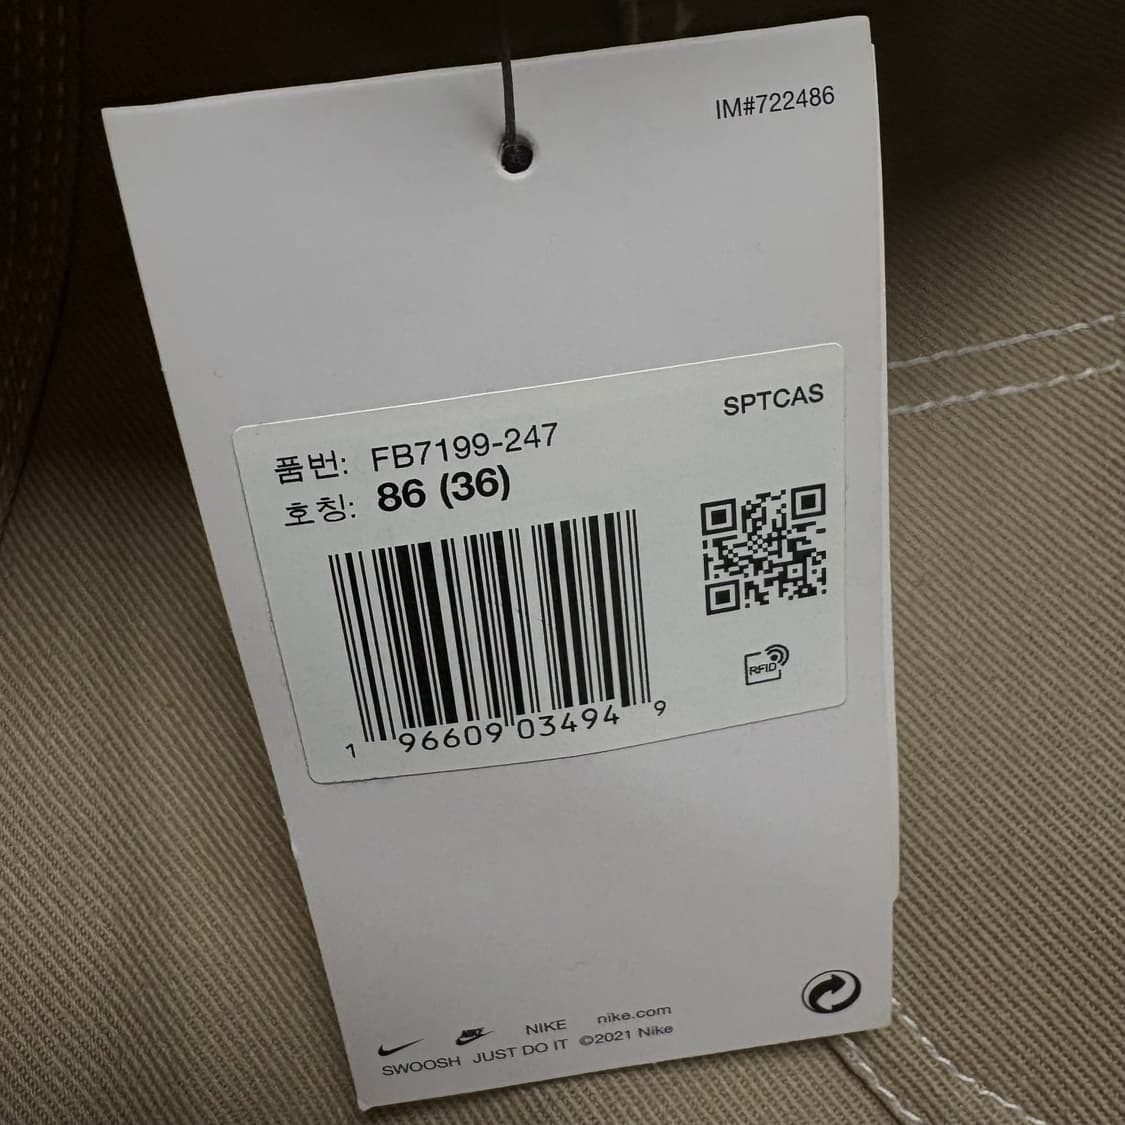 IM#722486
SPTCAS
품번: FB7199-247
호칭: 86 (36)
RFID
1 96609 03494 9
NIKE nike.com
SWOOSH JUST DO IT ©2021 Nike